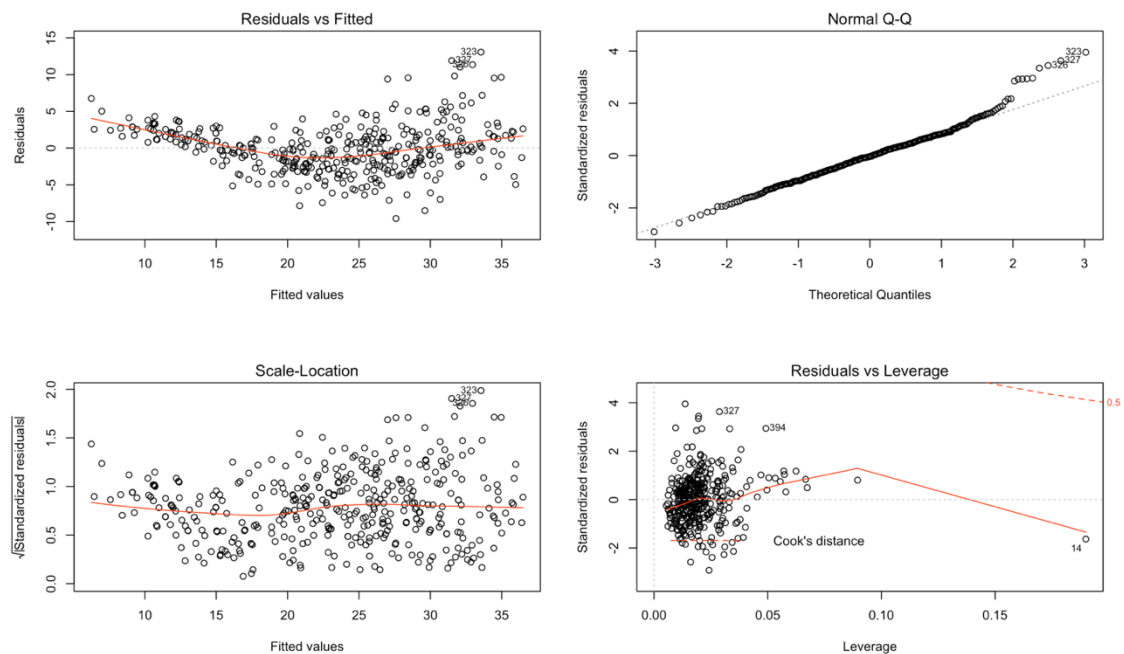 Residuals vs Fitted
Residuals
15
10
5
0
-5
-10
323
327
326
10 15 20 25 30 35
Fitted values
Normal Q-Q
Standardized residuals
4
2
0
-2
323
327
326
-3 -2 -1 0 1 2 3
Theoretical Quantiles
Scale-Location
√|Standardized residuals|
2.0
1.5
1.0
0.5
0.0
323
327
10 15 20 25 30 35
Fitted values
Residuals vs Leverage
Standardized residuals
4
2
0
-2
327
394
0.5
Cook's distance
14
0.00 0.05 0.10 0.15
Leverage